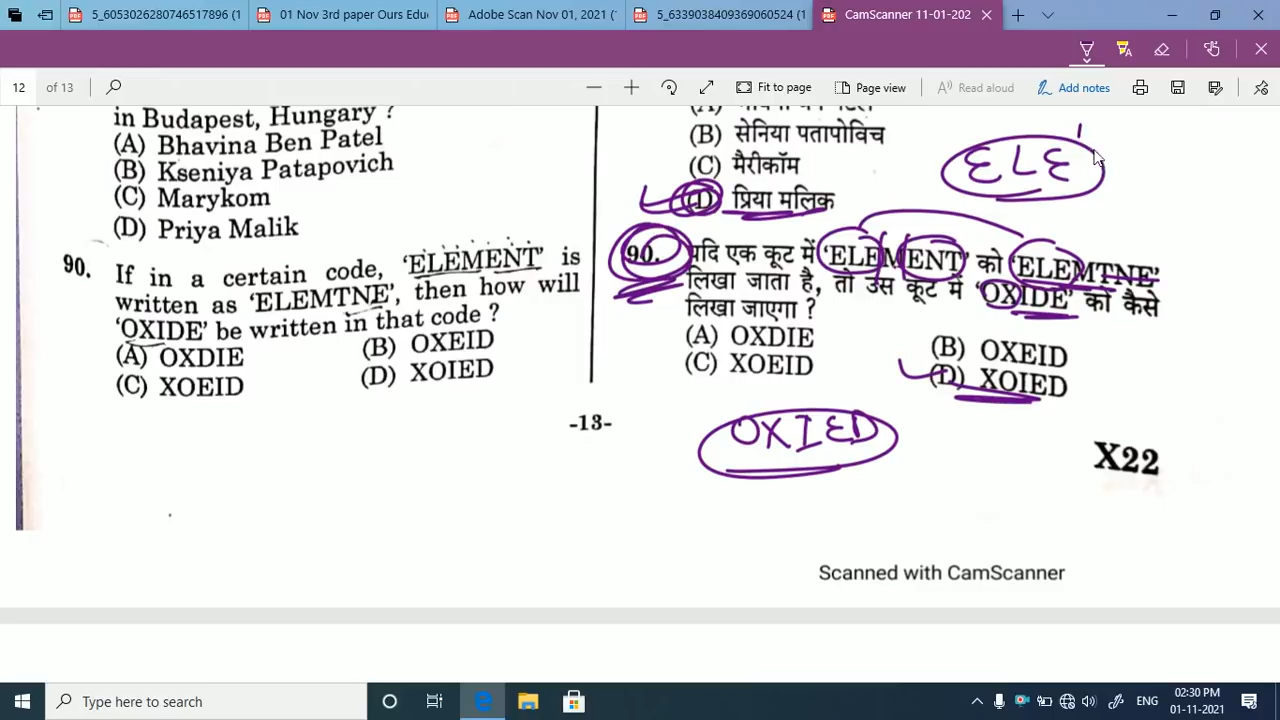 5_6053026280746517896 (1
01 Nov 3rd paper Ours Edu
Adobe Scan Nov 01, 2021 (
5_6339038409369060524 (1
CamScanner 11-01-202
12 of 13
Fit to page
Page view
Read aloud
Add notes
in Budapest, Hungary ?
(A) Bhavina Ben Patel
(B) Kseniya Patapovich
(C) Marykom
(D) Priya Malik
90. If in a certain code, 'ELEMENT' is
written as 'ELEMTNE', then how will
'OXIDE' be written in that code ?
(A) OXDIE (B) OXEID
(C) XOEID (D) XOIED
(B) सेनिया पतापोविच
(C) मैरीकॉम
(D) प्रिया मलिक
ELE
90. यदि एक कूट में 'ELEMENT' को 'ELEMTNE'
लिखा जाता है, तो उस कूट में 'OXIDE' को कैसे
लिखा जाएगा ?
(A) OXDIE (B) OXEID
(C) XOEID (D) XOIED
-13-
OXIED
X22
Scanned with CamScanner
Type here to search
ENG
02:30 PM
01-11-2021